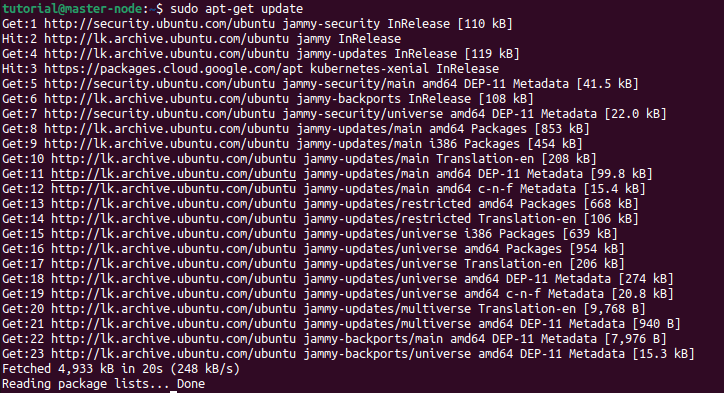 tutorial@master-node:~$ sudo apt-get update
Get:1 http://security.ubuntu.com/ubuntu jammy-security InRelease [110 kB]
Hit:2 http://lk.archive.ubuntu.com/ubuntu jammy InRelease
Get:4 http://lk.archive.ubuntu.com/ubuntu jammy-updates InRelease [119 kB]
Hit:3 https://packages.cloud.google.com/apt kubernetes-xenial InRelease
Get:5 http://security.ubuntu.com/ubuntu jammy-security/main amd64 DEP-11 Metadata [41.5 kB]
Get:6 http://lk.archive.ubuntu.com/ubuntu jammy-backports InRelease [108 kB]
Get:7 http://security.ubuntu.com/ubuntu jammy-security/universe amd64 DEP-11 Metadata [22.0 kB]
Get:8 http://lk.archive.ubuntu.com/ubuntu jammy-updates/main amd64 Packages [853 kB]
Get:9 http://lk.archive.ubuntu.com/ubuntu jammy-updates/main i386 Packages [454 kB]
Get:10 http://lk.archive.ubuntu.com/ubuntu jammy-updates/main Translation-en [208 kB]
Get:11 http://lk.archive.ubuntu.com/ubuntu jammy-updates/main amd64 DEP-11 Metadata [99.8 kB]
Get:12 http://lk.archive.ubuntu.com/ubuntu jammy-updates/main amd64 c-n-f Metadata [15.4 kB]
Get:13 http://lk.archive.ubuntu.com/ubuntu jammy-updates/restricted amd64 Packages [668 kB]
Get:14 http://lk.archive.ubuntu.com/ubuntu jammy-updates/restricted Translation-en [106 kB]
Get:15 http://lk.archive.ubuntu.com/ubuntu jammy-updates/universe i386 Packages [639 kB]
Get:16 http://lk.archive.ubuntu.com/ubuntu jammy-updates/universe amd64 Packages [954 kB]
Get:17 http://lk.archive.ubuntu.com/ubuntu jammy-updates/universe Translation-en [206 kB]
Get:18 http://lk.archive.ubuntu.com/ubuntu jammy-updates/universe amd64 DEP-11 Metadata [274 kB]
Get:19 http://lk.archive.ubuntu.com/ubuntu jammy-updates/universe amd64 c-n-f Metadata [20.8 kB]
Get:20 http://lk.archive.ubuntu.com/ubuntu jammy-updates/multiverse Translation-en [9,768 B]
Get:21 http://lk.archive.ubuntu.com/ubuntu jammy-updates/multiverse amd64 DEP-11 Metadata [940 B]
Get:22 http://lk.archive.ubuntu.com/ubuntu jammy-backports/main amd64 DEP-11 Metadata [7,976 B]
Get:23 http://lk.archive.ubuntu.com/ubuntu jammy-backports/universe amd64 DEP-11 Metadata [15.3 kB]
Fetched 4,933 kB in 20s (248 kB/s)
Reading package lists... Done